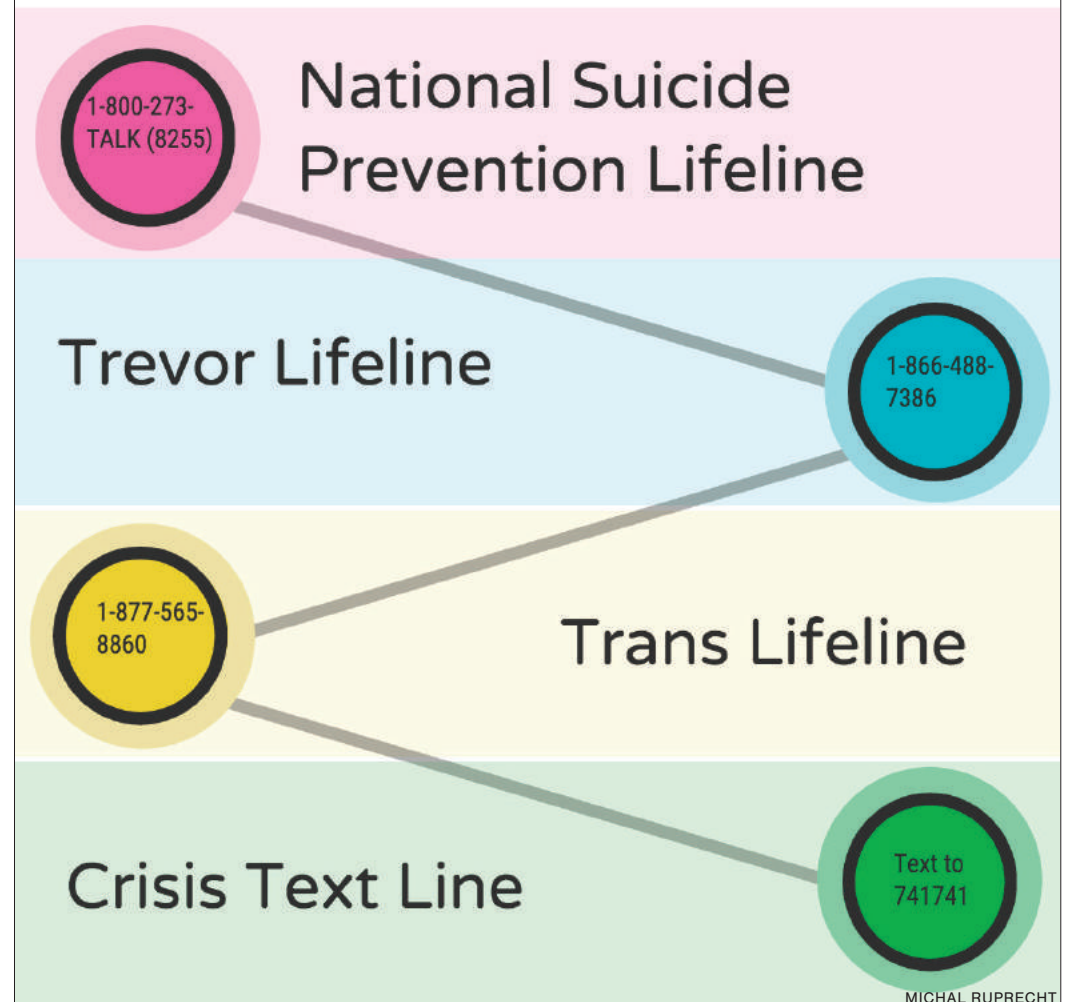 1-800-273-
TALK (8255)
National Suicide
Prevention Lifeline
Trevor Lifeline
1-866-488-
7386
1-877-565-
8860
Trans Lifeline
Crisis Text Line
Text to
741741
MICHAL RUPRECHT